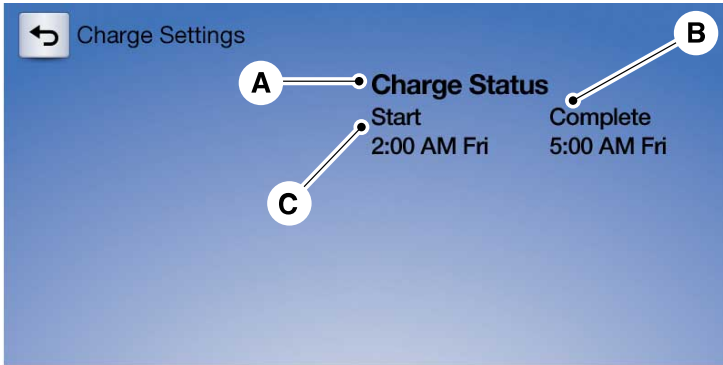 Charge Settings
B
A
Charge Status
Start Complete
2:00 AM Fri 5:00 AM Fri
C